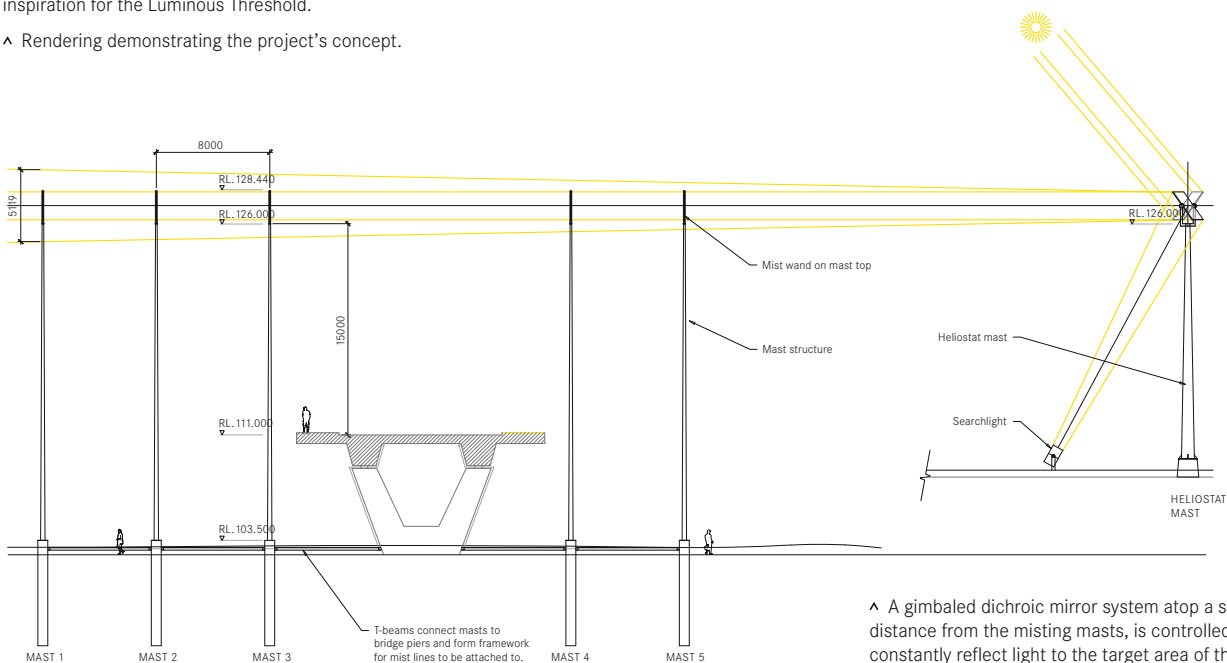 inspiration for the Luminous Threshold.
^ Rendering demonstrating the project's concept.
8000
RL.128.440
5119
RL.126.000
RL.126.00
Mist wand on mast top
15000
Mast structure
Heliostat mast
RL.111.000
Searchlight
HELIOSTAT
MAST
RL.103.500
^ A gimbaled dichroic mirror system atop a s
distance from the misting masts, is controlled
constantly reflect light to the target area of th
T-beams connect masts to
bridge piers and form framework
for mist lines to be attached to.
MAST 1
MAST 2
MAST 3
MAST 4
MAST 5